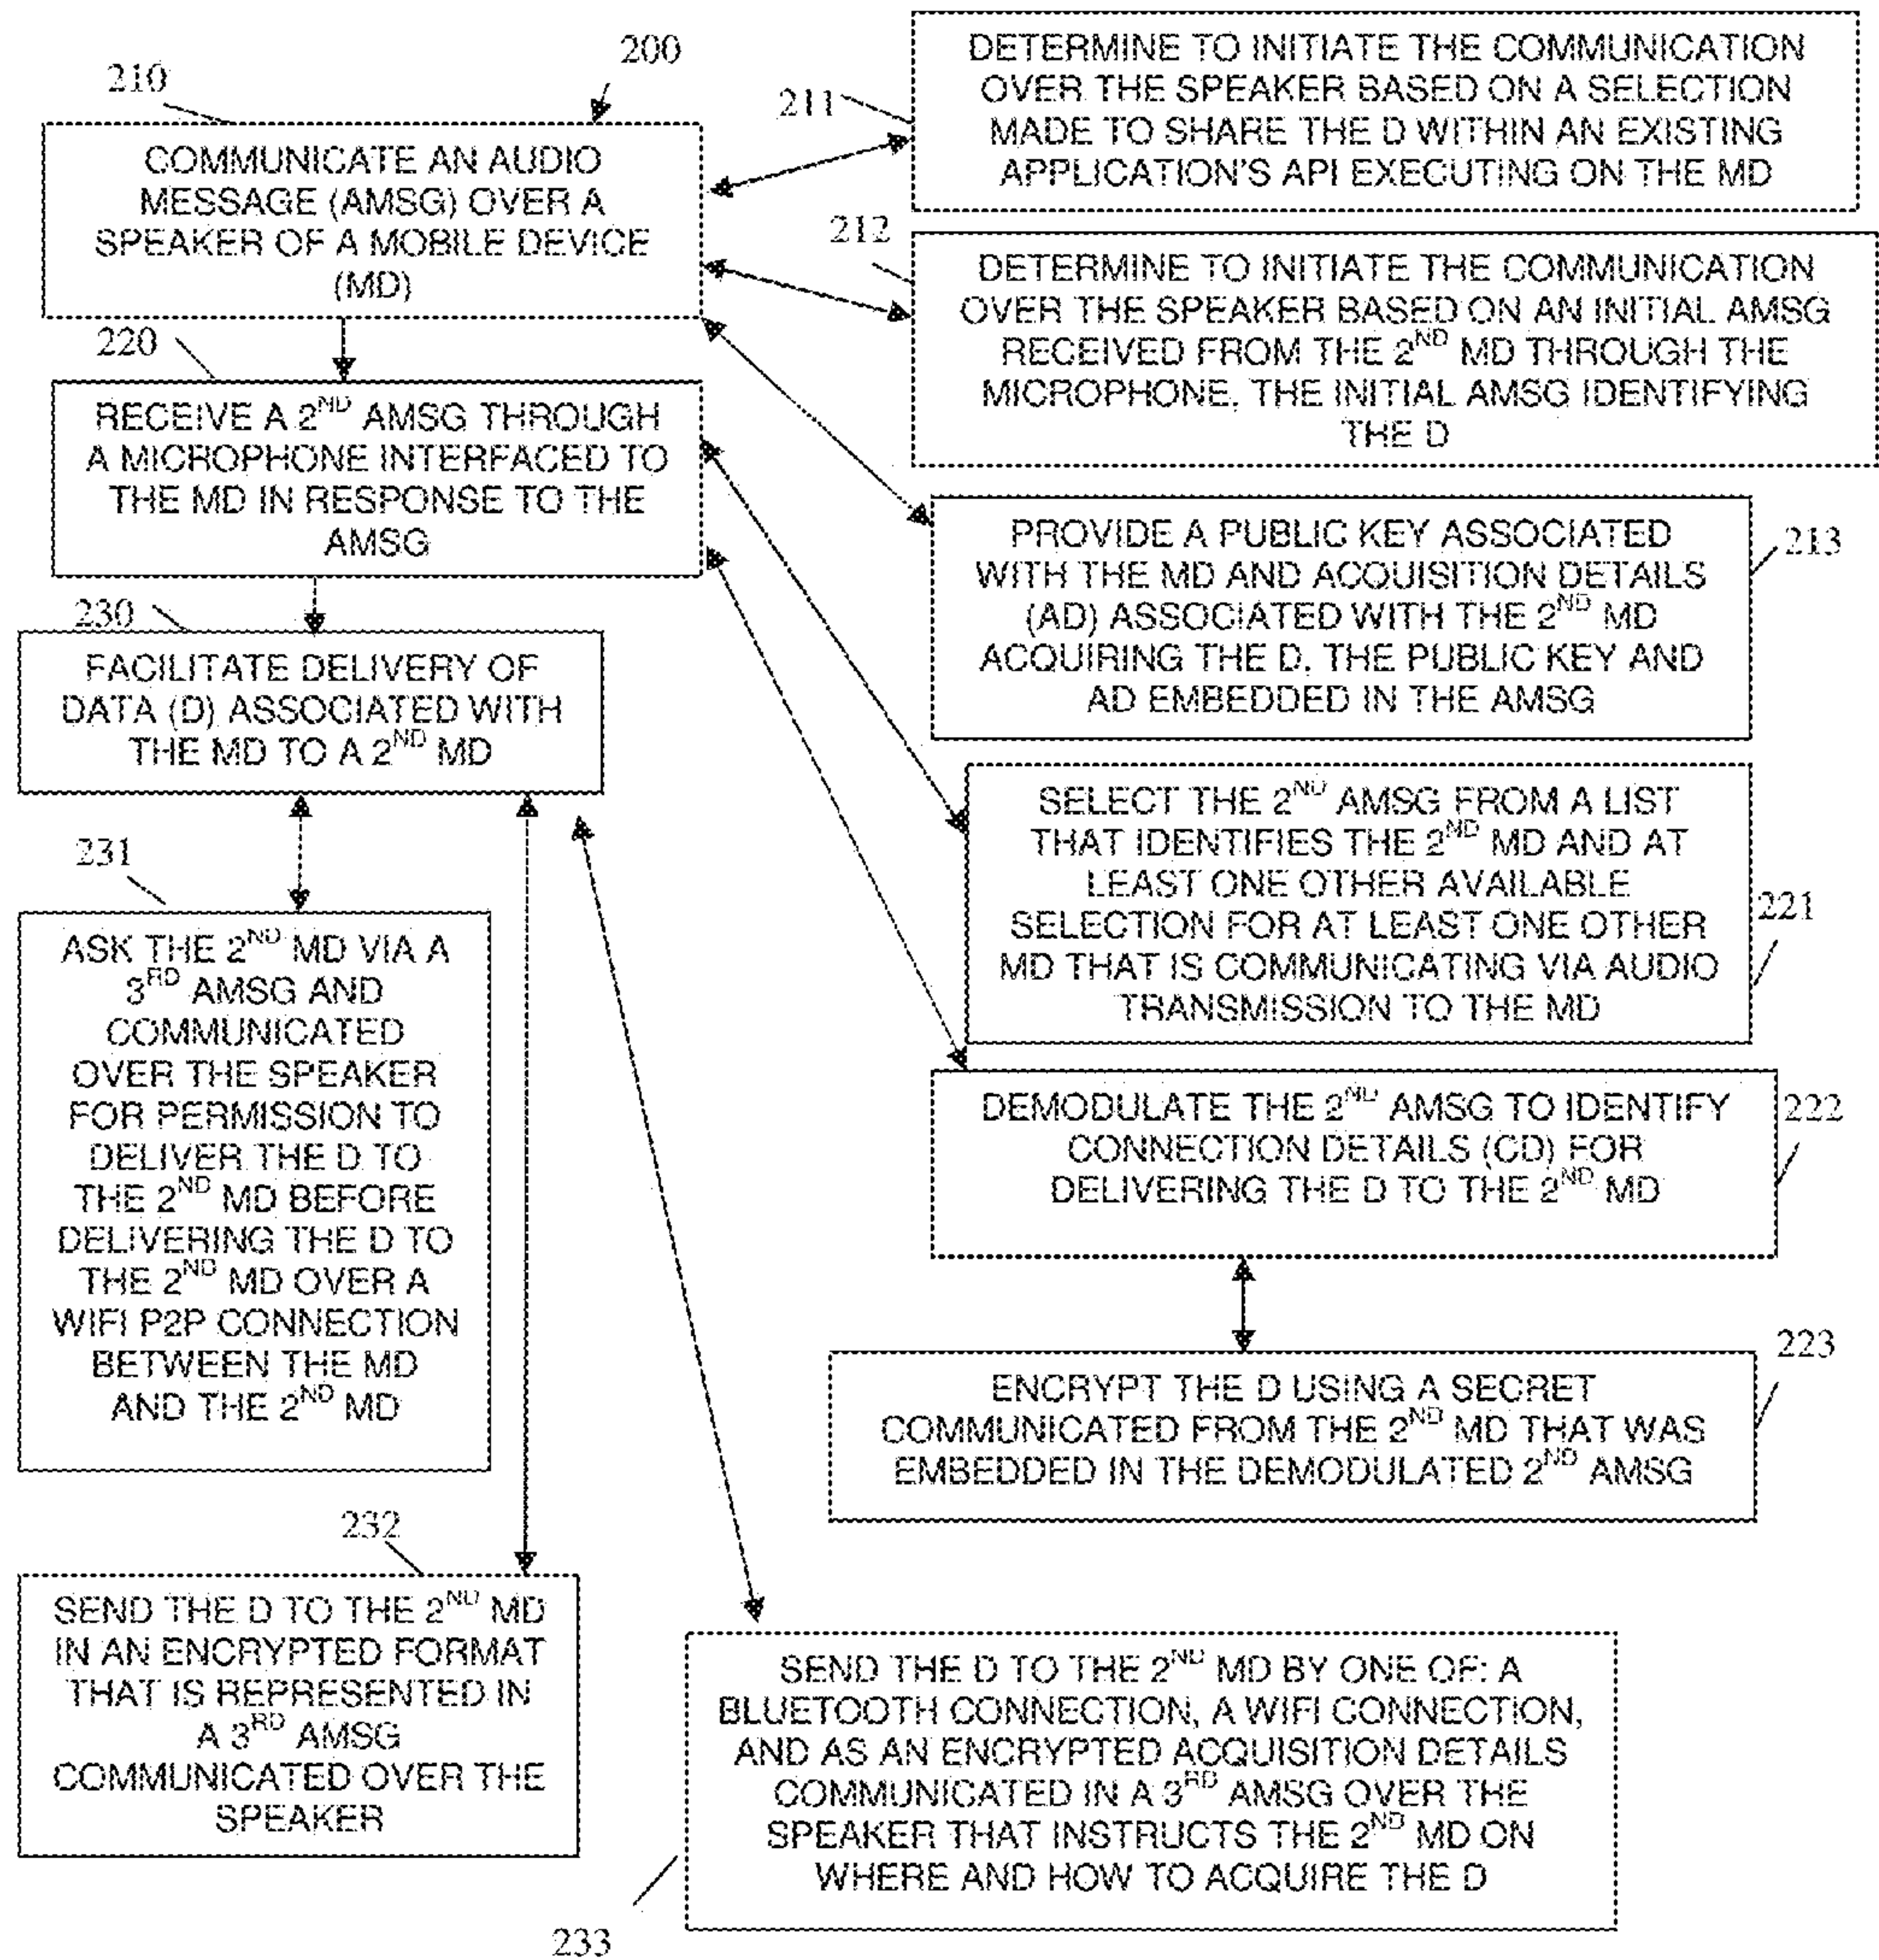 200
210
COMMUNICATE AN AUDIO
MESSAGE (AMSG) OVER A
SPEAKER OF A MOBILE DEVICE
(MD)
211
DETERMINE TO INITIATE THE COMMUNICATION
OVER THE SPEAKER BASED ON A SELECTION
MADE TO SHARE THE D WITHIN AN EXISTING
APPLICATION'S API EXECUTING ON THE MD
212
DETERMINE TO INITIATE THE COMMUNICATION
OVER THE SPEAKER BASED ON AN INITIAL AMSG
RECEIVED FROM THE 2ND MD THROUGH THE
MICROPHONE, THE INITIAL AMSG IDENTIFYING
THE D
213
PROVIDE A PUBLIC KEY ASSOCIATED
WITH THE MD AND ACQUISITION DETAILS
(AD) ASSOCIATED WITH THE 2ND MD
ACQUIRING THE D, THE PUBLIC KEY AND
AD EMBEDDED IN THE AMSG
220
RECEIVE A 2ND AMSG THROUGH
A MICROPHONE INTERFACED TO
THE MD IN RESPONSE TO THE
AMSG
221
SELECT THE 2ND AMSG FROM A LIST
THAT IDENTIFIES THE 2ND MD AND AT
LEAST ONE OTHER AVAILABLE
SELECTION FOR AT LEAST ONE OTHER
MD THAT IS COMMUNICATING VIA AUDIO
TRANSMISSION TO THE MD
222
DEMODULATE THE 2ND AMSG TO IDENTIFY
CONNECTION DETAILS (CD) FOR
DELIVERING THE D TO THE 2ND MD
223
ENCRYPT THE D USING A SECRET
COMMUNICATED FROM THE 2ND MD THAT WAS
EMBEDDED IN THE DEMODULATED 2ND AMSG
230
FACILITATE DELIVERY OF
DATA (D) ASSOCIATED WITH
THE MD TO A 2ND MD
231
ASK THE 2ND MD VIA A
3RD AMSG AND
COMMUNICATED
OVER THE SPEAKER
FOR PERMISSION TO
DELIVER THE D TO
THE 2ND MD BEFORE
DELIVERING THE D TO
THE 2ND MD OVER A
WIFI P2P CONNECTION
BETWEEN THE MD
AND THE 2ND MD
232
SEND THE D TO THE 2ND MD
IN AN ENCRYPTED FORMAT
THAT IS REPRESENTED IN
A 3RD AMSG
COMMUNICATED OVER THE
SPEAKER
233
SEND THE D TO THE 2ND MD BY ONE OF: A
BLUETOOTH CONNECTION, A WIFI CONNECTION,
AND AS AN ENCRYPTED ACQUISITION DETAILS
COMMUNICATED IN A 3RD AMSG OVER THE
SPEAKER THAT INSTRUCTS THE 2ND MD ON
WHERE AND HOW TO ACQUIRE THE D